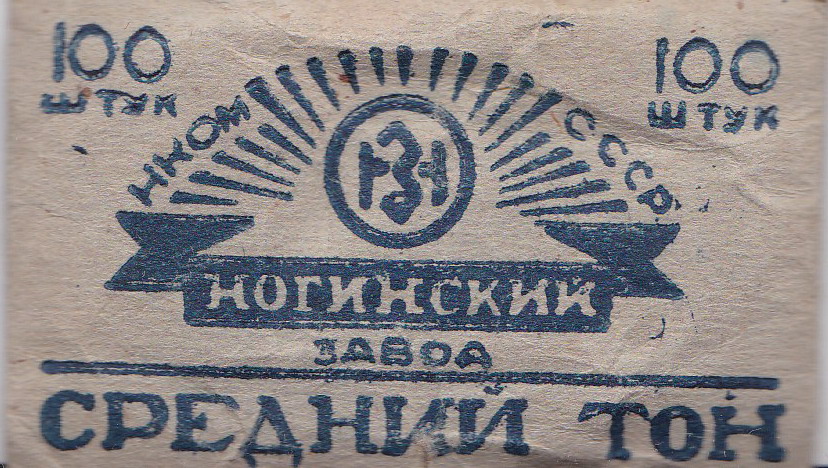 100 ШТУК
100 ШТУК
НКОМ СССР
НЗ
НОГИНСКИЙ
ЗАВОД
СРЕДНИЙ ТОН